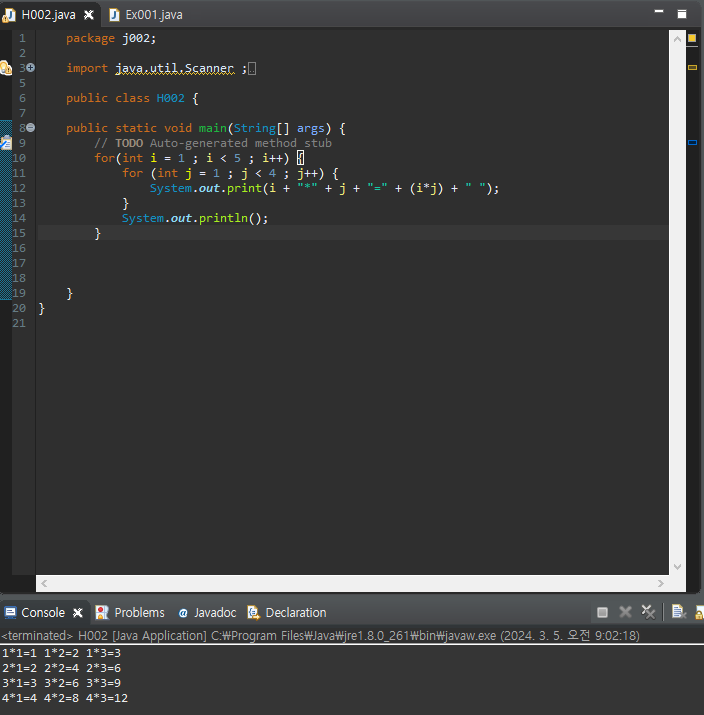 H002.java Ex001.java
1 package j002;
2
3 import java.util.Scanner ;
5
6 public class H002 {
7
8 public static void main(String[] args) {
9 // TODO Auto-generated method stub
10 for(int i = 1 ; i < 5 ; i++) {
11 for (int j = 1 ; j < 4 ; j++) {
12 System.out.print(i + "*" + j + "=" + (i*j) + " ");
13 }
14 System.out.println();
15 }
16
17
18
19 }
20 }
21
Console Problems Javadoc Declaration
<terminated> H002 [Java Application] C:₩Program Files₩Java₩jre1.8.0_261₩bin₩javaw.exe (2024. 3. 5. 오전 9:02:18)
1*1=1 1*2=2 1*3=3
2*1=2 2*2=4 2*3=6
3*1=3 3*2=6 3*3=9
4*1=4 4*2=8 4*3=12